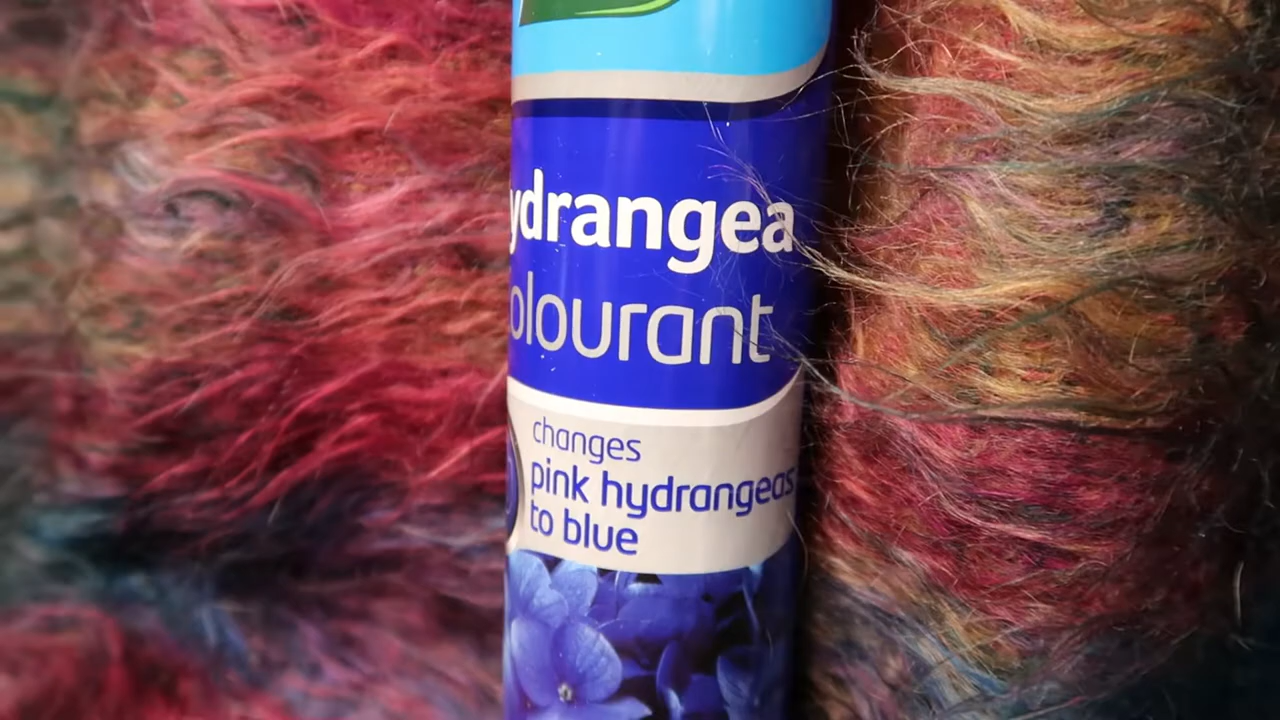 ydrangea
olourant
changes
pink hydrangeas
to blue